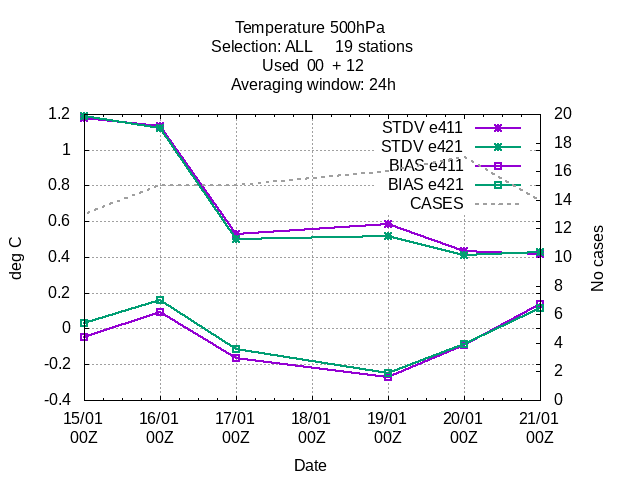 Temperature 500hPa
Selection: ALL     19 stations
Used  00  + 12
Averaging window: 24h
1.2
1
0.8
0.6
0.4
0.2
0
-0.2
-0.4
deg C
STDV e411
STDV e421
BIAS e411
BIAS e421
CASES
20
18
16
14
12
10
8
6
4
2
0
No cases
15/01 16/01 17/01 18/01 19/01 20/01 21/01
00Z 00Z 00Z 00Z 00Z 00Z 00Z
Date